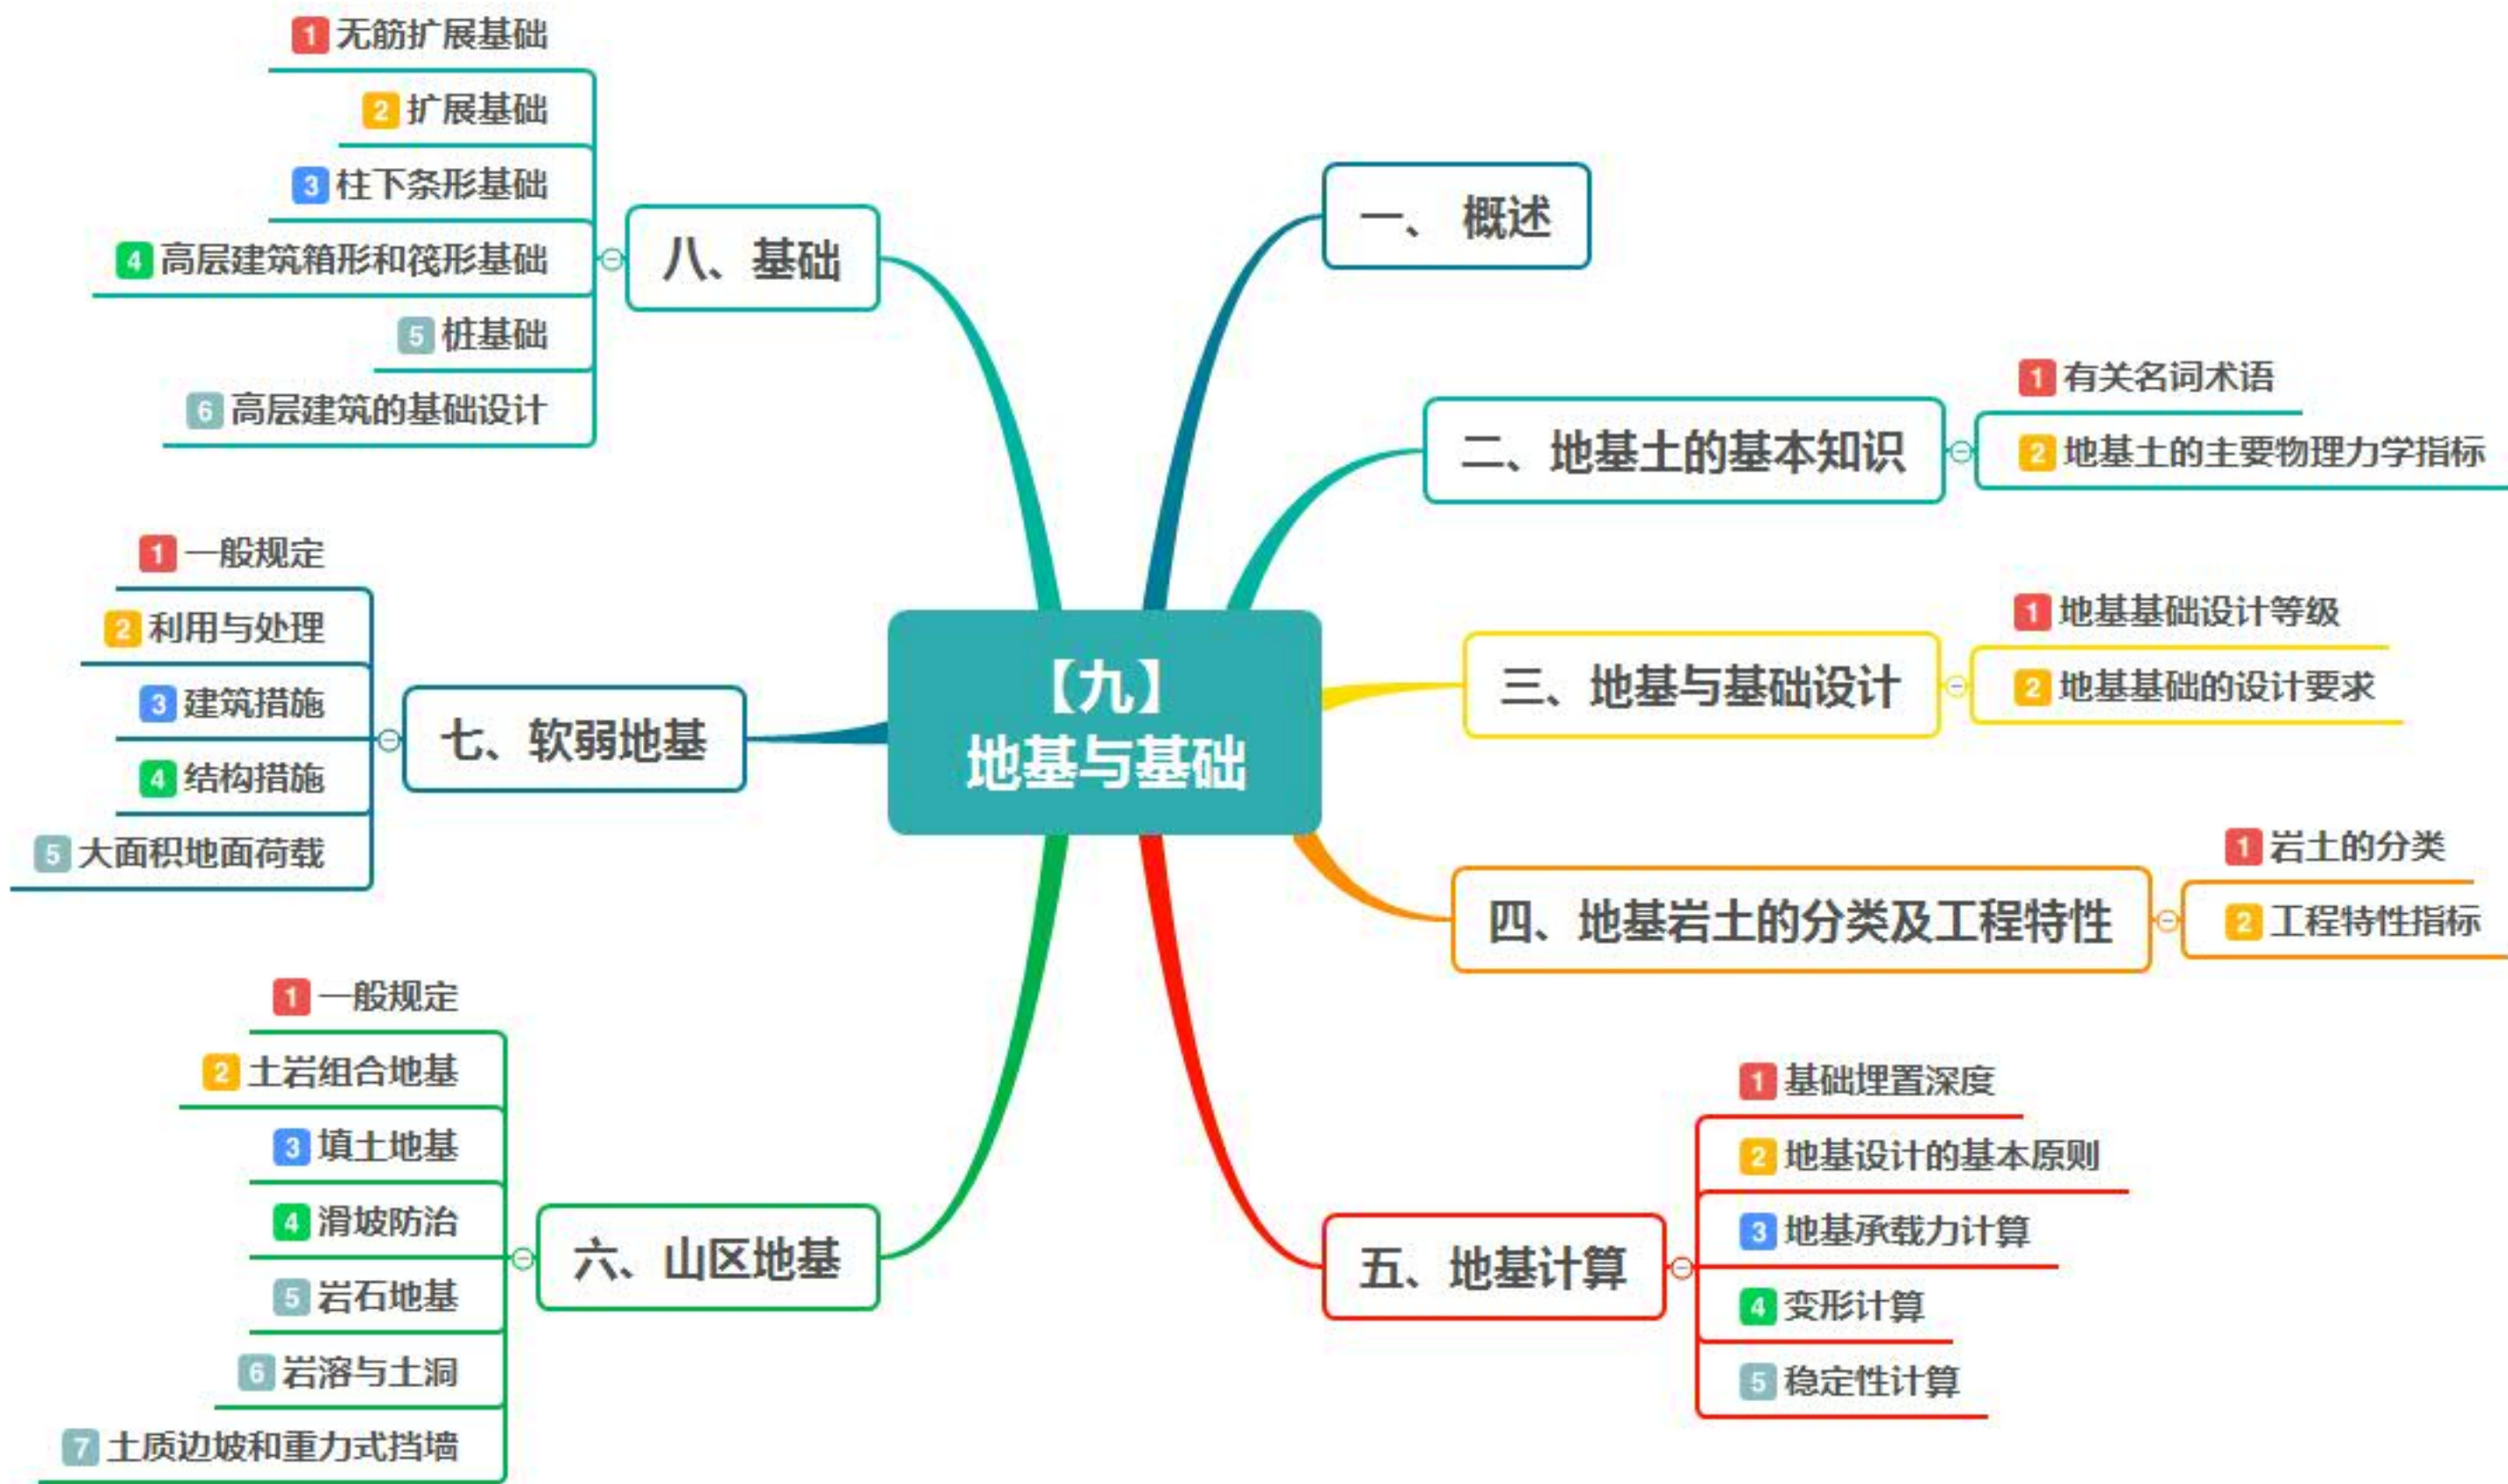 【九】
地基与基础
一、 概述
二、地基土的基本知识
1 有关名词术语
2 地基土的主要物理力学指标
三、地基与基础设计
1 地基基础设计等级
2 地基基础的设计要求
四、地基岩土的分类及工程特性
1 岩土的分类
2 工程特性指标
五、地基计算
1 基础埋置深度
2 地基设计的基本原则
3 地基承载力计算
4 变形计算
5 稳定性计算
六、山区地基
1 一般规定
2 土岩组合地基
3 填土地基
4 滑坡防治
5 岩石地基
6 岩溶与土洞
7 土质边坡和重力式挡墙
七、软弱地基
1 一般规定
2 利用与处理
3 建筑措施
4 结构措施
5 大面积地面荷载
八、基础
1 无筋扩展基础
2 扩展基础
3 柱下条形基础
4 高层建筑箱形和筏形基础
5 桩基础
6 高层建筑的基础设计